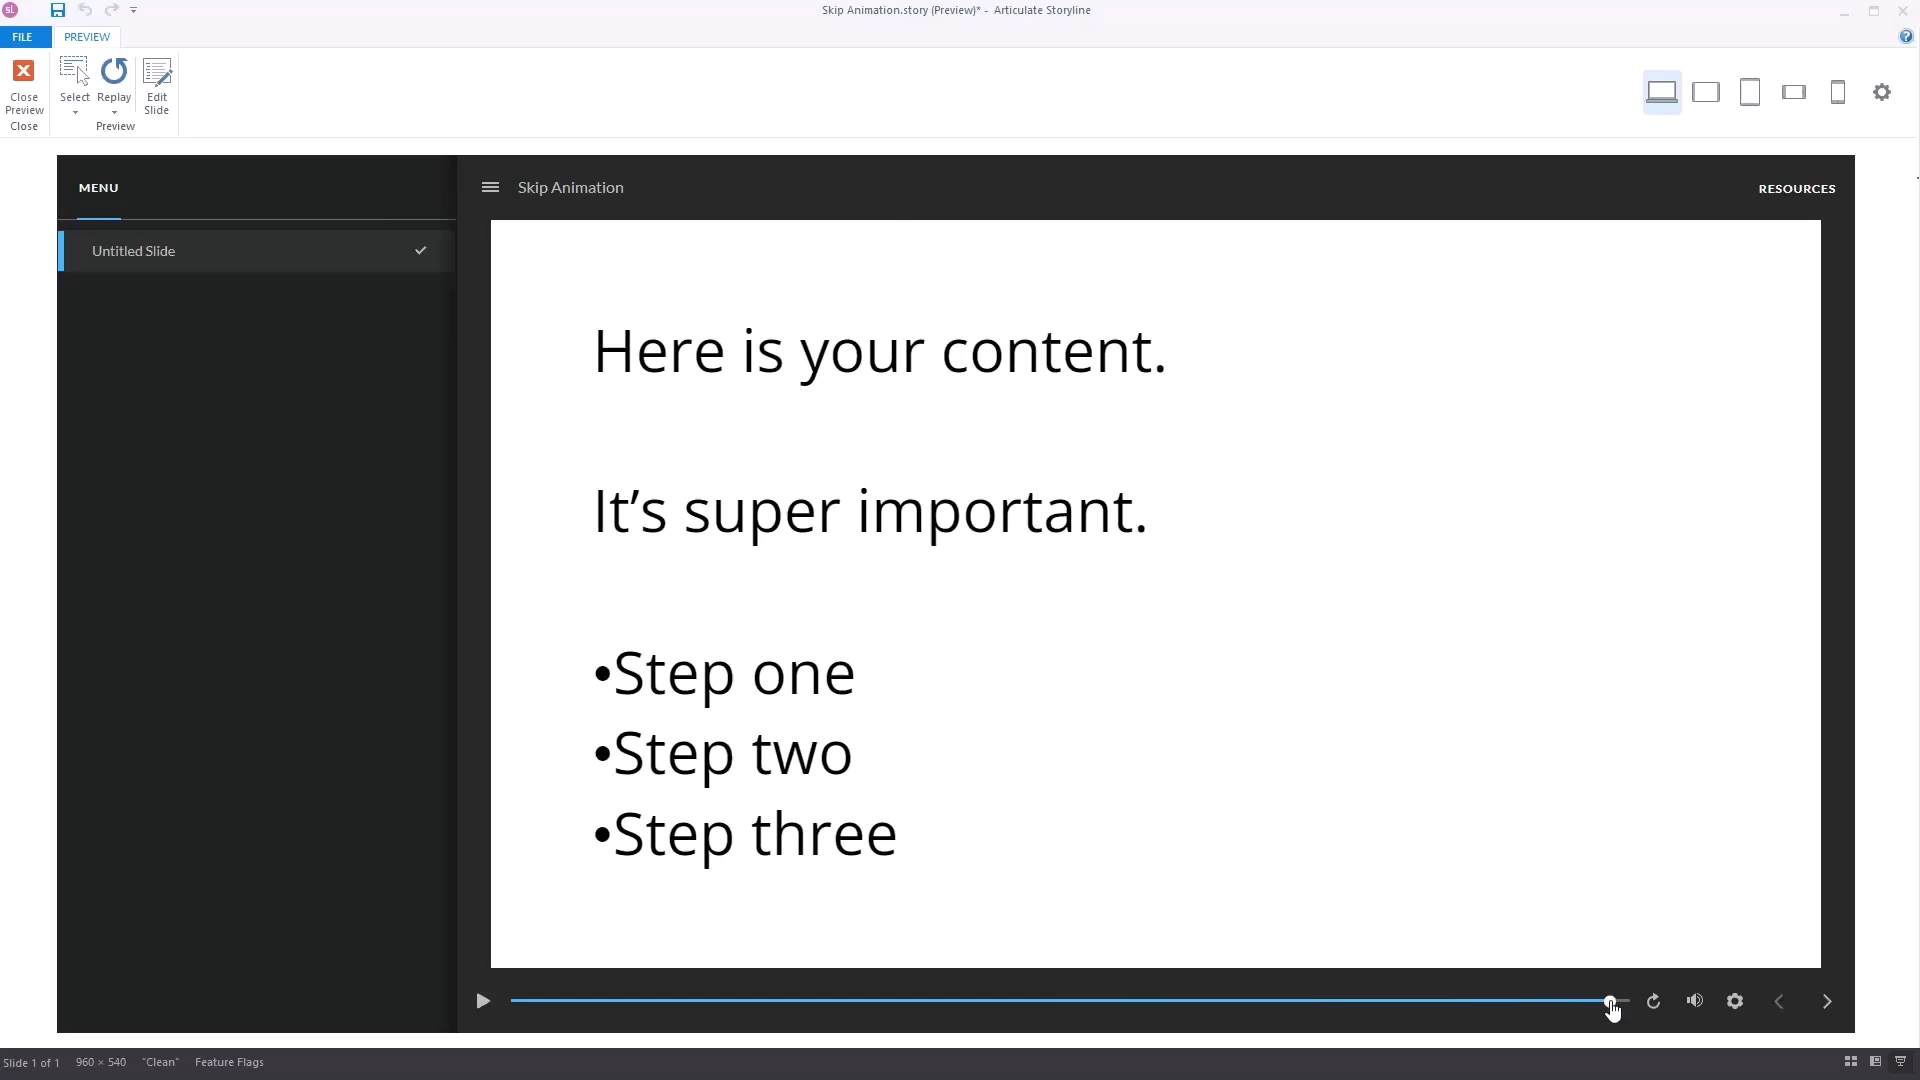 SL
Skip Animation.story (Preview)* - Articulate Storyline
FILE
PREVIEW
?
Close Preview
Select
Replay
Edit Slide
Close
Preview
MENU
Untitled Slide
Skip Animation
RESOURCES
Here is your content.
It’s super important.
•Step one
•Step two
•Step three
Slide 1 of 1
960 × 540
"Clean"
Feature Flags